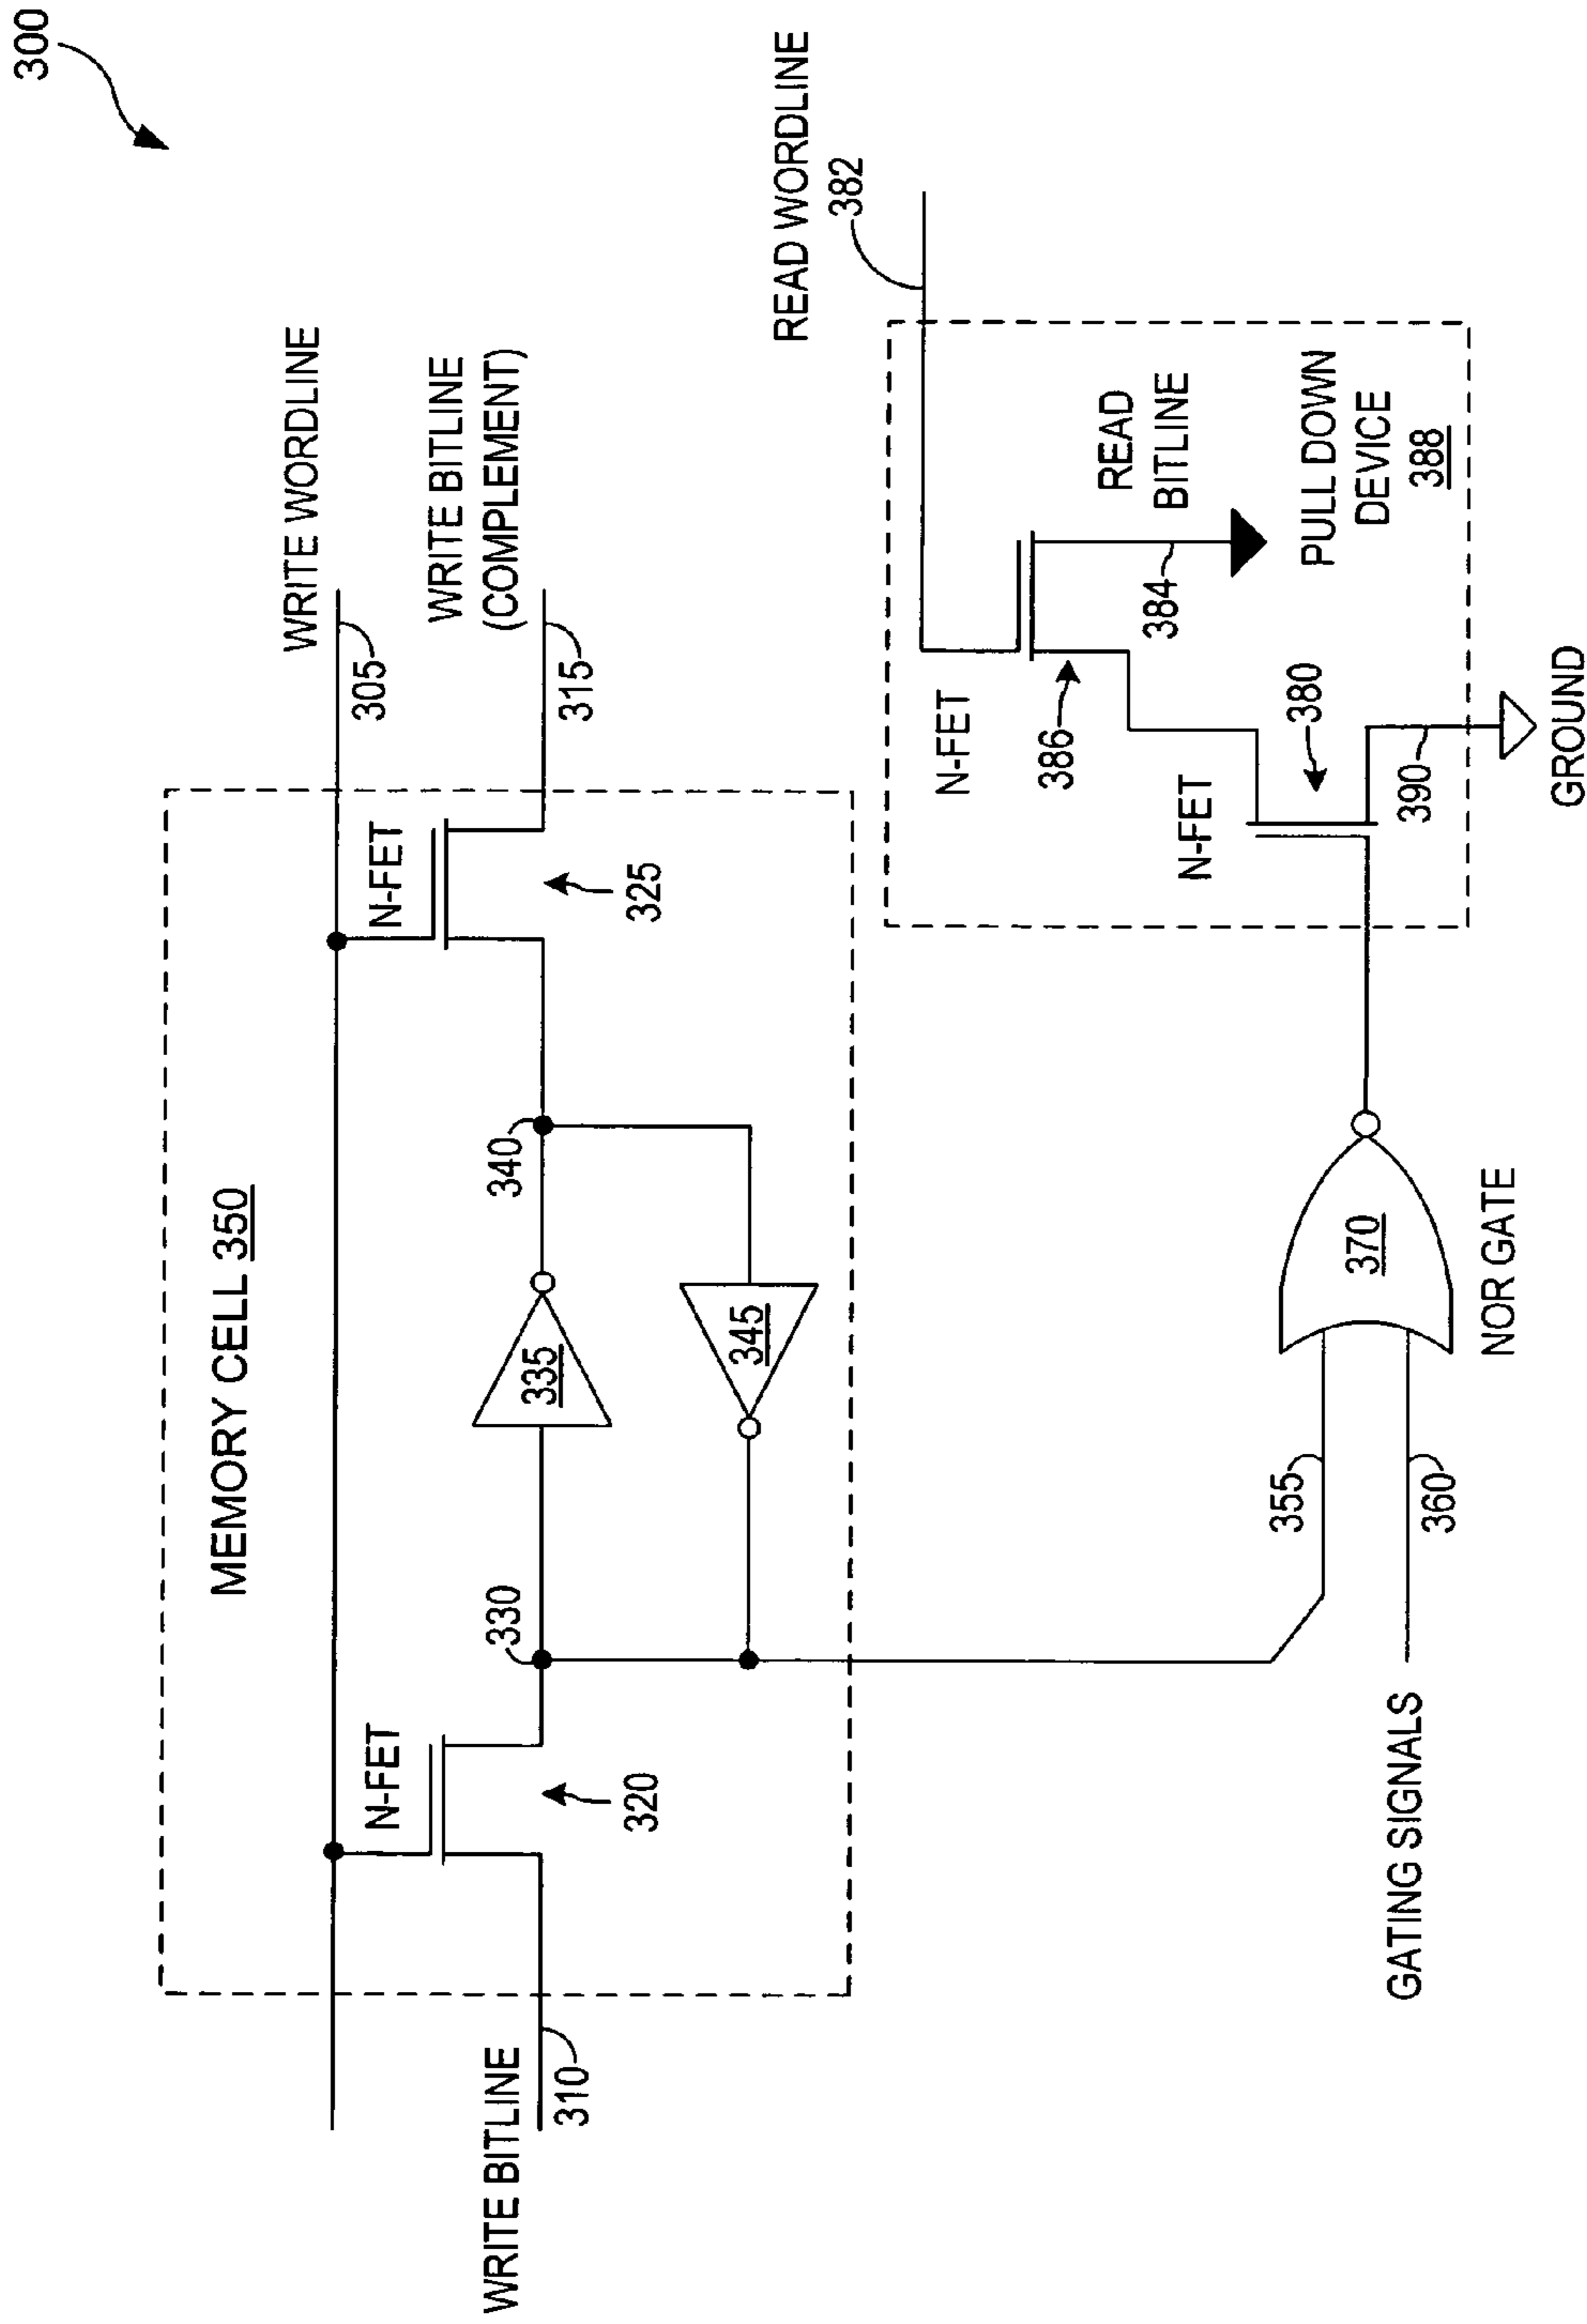 300
WRITE WORDLINE
305
WRITE BITLINE
(COMPLEMENT)
315
MEMORY CELL 350
N-FET
325
N-FET
320
330
335
340
345
WRITE BITLINE
310
READ WORDLINE
382
N-FET
386
READ
BITLINE
384
PULL DOWN
DEVICE
388
N-FET
380
390
GROUND
355
360
370
NOR GATE
GATING SIGNALS